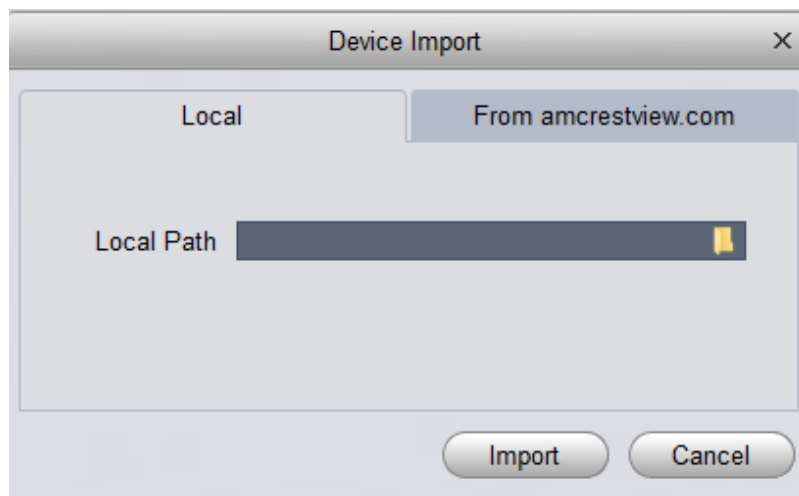 Device Import
Local
From amcrestview.com
Local Path
Import
Cancel